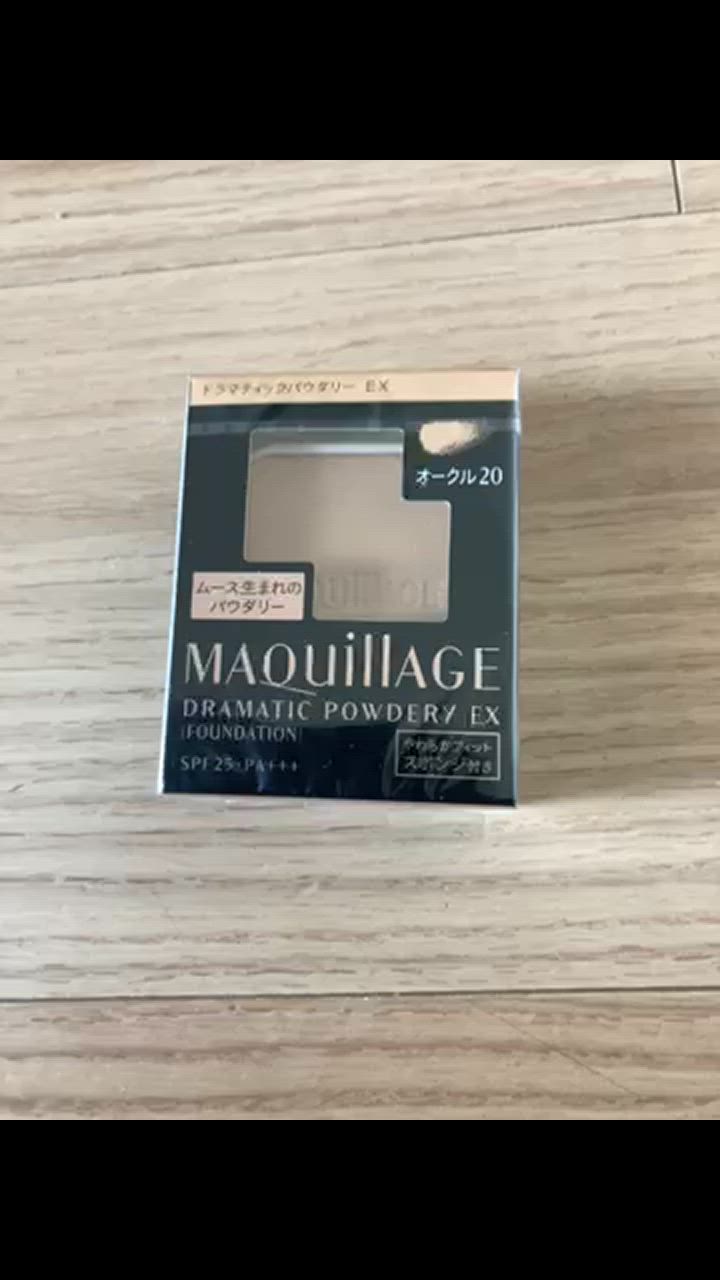 ドラマティックパウダリー EX
オークル20
ムース生まれの
パウダリー
MAQuillAGE
DRAMATIC POWDERY EX
(FOUNDATION)
SPF25・PA+++
やわらかフィット
スポンジ付き